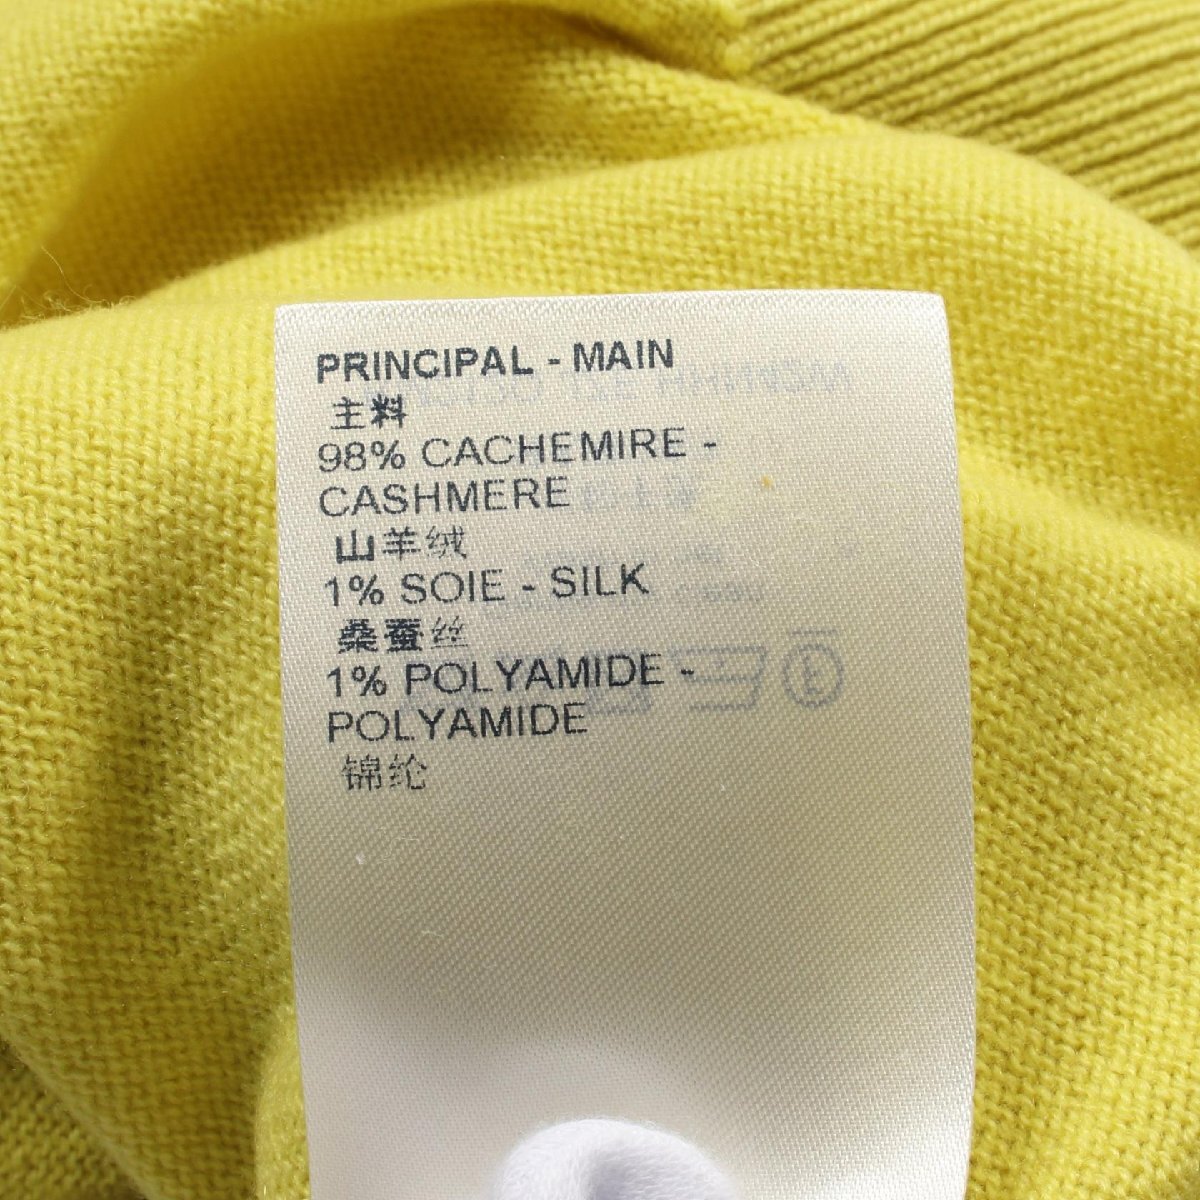 PRINCIPAL - MAIN
主料
98% CACHEMIRE -
CASHMERE
山羊绒
1% SOIE - SILK
桑蚕丝
1% POLYAMIDE -
POLYAMIDE
锦纶